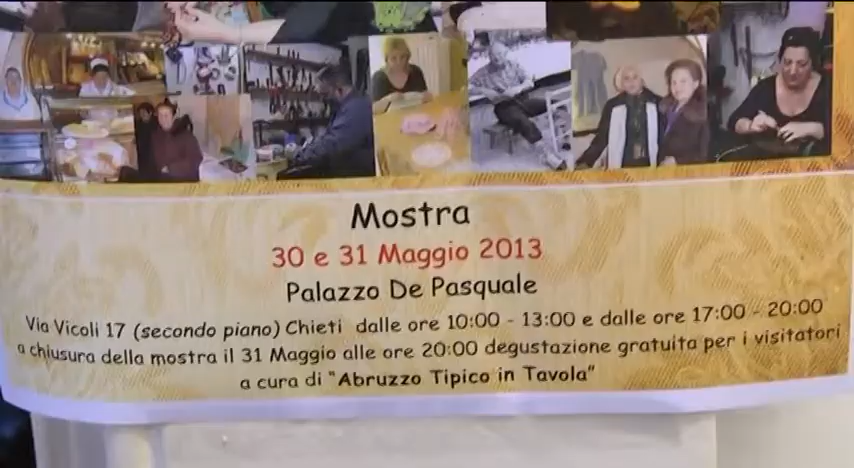 Mostra
30 e 31 Maggio 2013
Palazzo De Pasquale
Via Vicoli 17 (secondo piano) Chieti dalle ore 10:00 - 13:00 e dalle ore 17:00 - 20:00
a chiusura della mostra il 31 Maggio alle ore 20:00 degustazione gratuita per i visitatori
a cura di "Abruzzo Tipico in Tavola"